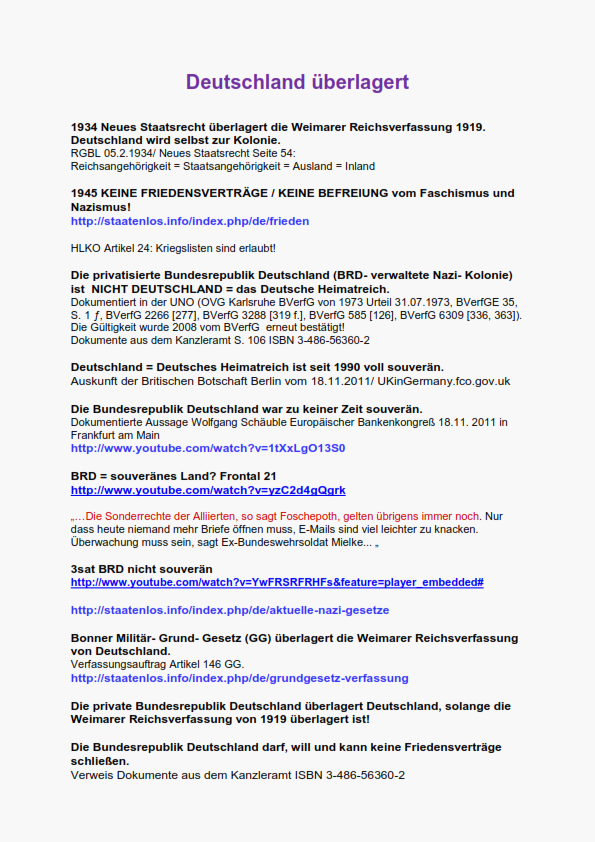 Deutschland überlagert
1934 Neues Staatsrecht überlagert die Weimarer Reichsverfassung 1919.
Deutschland wird selbst zur Kolonie.
RGBL 05.2.1934/ Neues Staatsrecht Seite 54:
Reichsangehörigkeit = Staatsangehörigkeit = Ausland = Inland
1945 KEINE FRIEDENSVERTRÄGE / KEINE BEFREIUNG vom Faschismus und
Nazismus!
http://staatenlos.info/index.php/de/frieden
HLKO Artikel 24: Kriegslisten sind erlaubt!
Die privatisierte Bundesrepublik Deutschland (BRD- verwaltete Nazi- Kolonie)
ist NICHT DEUTSCHLAND = das Deutsche Heimatreich.
Dokumentiert in der UNO (OVG Karlsruhe BVerfG von 1973 Urteil 31.07.1973, BVerfGE 35,
S. 1 ƒ, BVerfG 2266 [277], BVerfG 3288 [319 f.], BVerfG 585 [126], BVerfG 6309 [336, 363]).
Die Gültigkeit wurde 2008 vom BVerfG erneut bestätigt!
Dokumente aus dem Kanzleramt S. 106 ISBN 3-486-56360-2
Deutschland = Deutsches Heimatreich ist seit 1990 voll souverän.
Auskunft der Britischen Botschaft Berlin vom 18.11.2011/ UKinGermany.fco.gov.uk
Die Bundesrepublik Deutschland war zu keiner Zeit souverän.
Dokumentierte Aussage Wolfgang Schäuble Europäischer Bankenkongreß 18.11. 2011 in
Frankfurt am Main
http://www.youtube.com/watch?v=1tXxLgO13S0
BRD = souveränes Land? Frontal 21
http://www.youtube.com/watch?v=yzC2d4gQgrk
„…Die Sonderrechte der Alliierten, so sagt Foschepoth, gelten übrigens immer noch. Nur
dass heute niemand mehr Briefe öffnen muss, E-Mails sind viel leichter zu knacken.
Überwachung muss sein, sagt Ex-Bundeswehrsoldat Mielke... „
3sat BRD nicht souverän
http://www.youtube.com/watch?v=YwFRSRFRHFs&feature=player_embedded#
http://staatenlos.info/index.php/de/aktuelle-nazi-gesetze
Bonner Militär- Grund- Gesetz (GG) überlagert die Weimarer Reichsverfassung
von Deutschland.
Verfassungsauftrag Artikel 146 GG.
http://staatenlos.info/index.php/de/grundgesetz-verfassung
Die private Bundesrepublik Deutschland überlagert Deutschland, solange die
Weimarer Reichsverfassung von 1919 überlagert ist!
Die Bundesrepublik Deutschland darf, will und kann keine Friedensverträge
schließen.
Verweis Dokumente aus dem Kanzleramt ISBN 3-486-56360-2